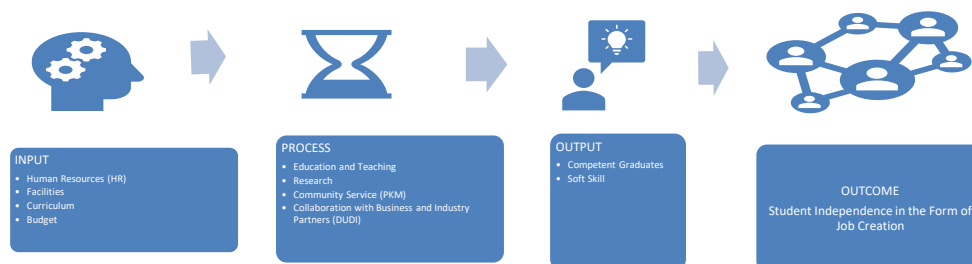 INPUT
• Human Resources (HR)
• Facilities
• Curriculum
• Budget
PROCESS
• Education and Teaching
• Research
• Community Service (PKM)
• Collaboration with Business and Industry
Partners (DUDI)
OUTPUT
• Competent Graduates
• Soft Skill
OUTCOME
Student Independence in the Form of
Job Creation